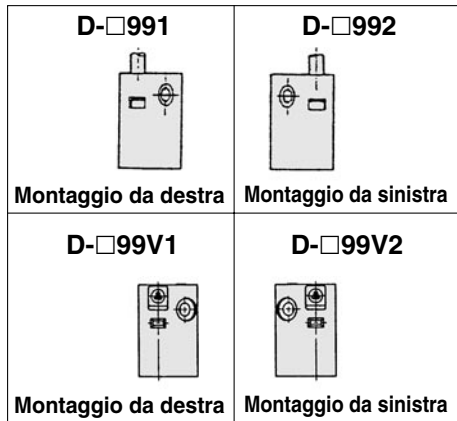 D-□991
D-□992
Montaggio da destra
Montaggio da sinistra
D-□99V1
D-□99V2
Montaggio da destra
Montaggio da sinistra